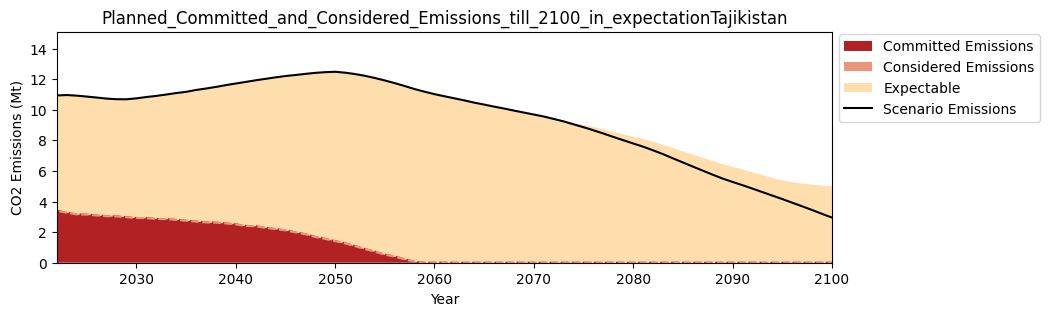 Planned_Committed_and_Considered_Emissions_till_2100_in_expectationTajikistan
14
12
10
8
6
4
2
0
CO2 Emissions (Mt)
2030 2040 2050 2060 2070 2080 2090 2100
Year
Committed Emissions
Considered Emissions
Expectable
Scenario Emissions